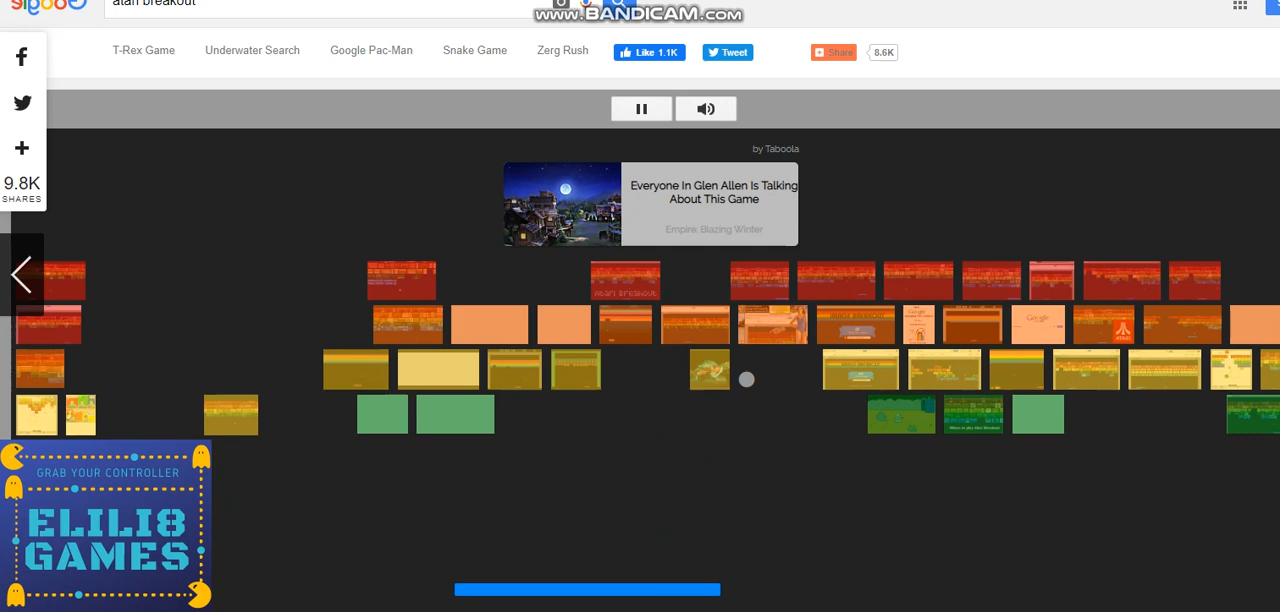 atari breakout
www.BANDICAM.com
T-Rex Game
Underwater Search
Google Pac-Man
Snake Game
Zerg Rush
Like 1.1K
Tweet
Share
8.6K
9.8K
SHARES
by Taboola
Everyone In Glen Allen Is Talking
About This Game
Empire: Blazing Winter
Atari Breakout
GRAB YOUR CONTROLLER
ELILI8
GAMES